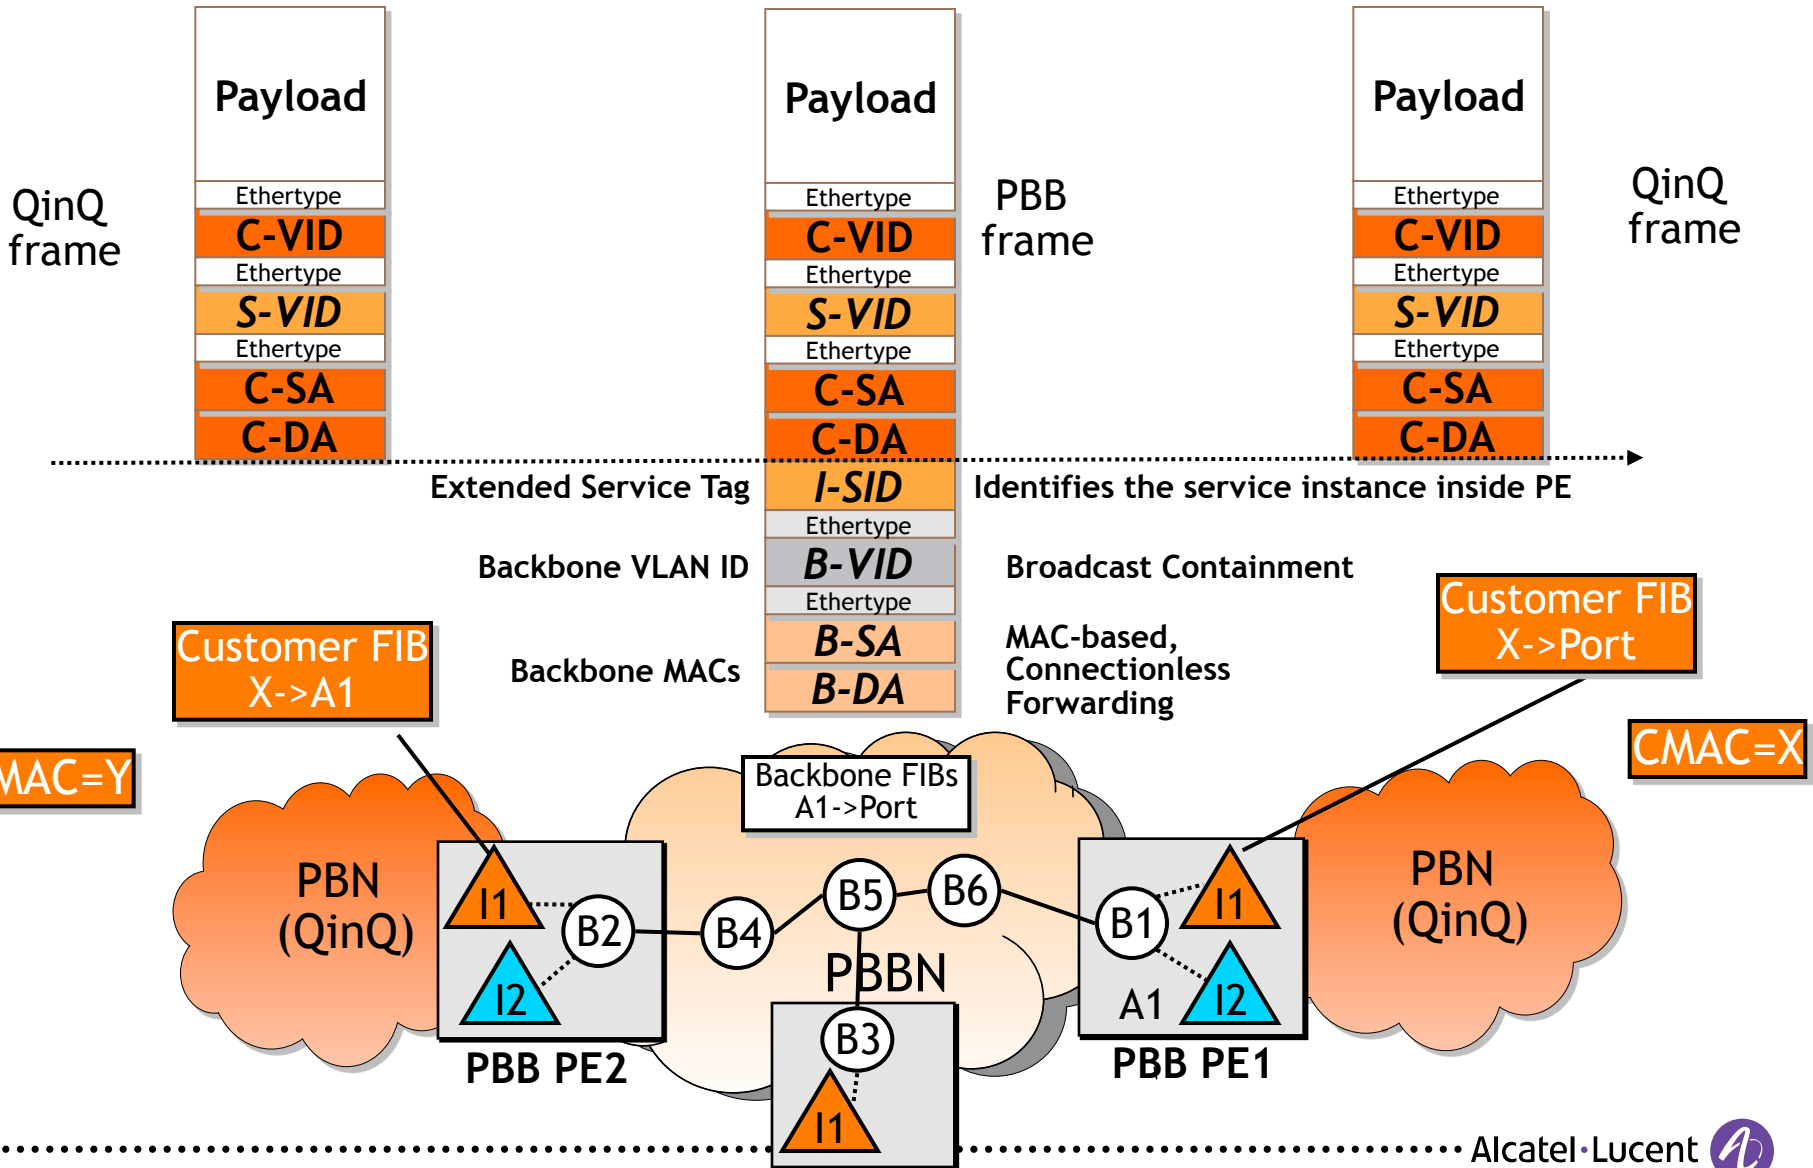 Payload
Ethertype
C-VID
Ethertype
S-VID
Ethertype
C-SA
C-DA
QinQ
frame
Payload
Ethertype
C-VID
Ethertype
S-VID
Ethertype
C-SA
C-DA
I-SID
Ethertype
B-VID
Ethertype
B-SA
B-DA
PBB
frame
Payload
Ethertype
C-VID
Ethertype
S-VID
Ethertype
C-SA
C-DA
QinQ
frame
Extended Service Tag
Identifies the service instance inside PE
Backbone VLAN ID
Broadcast Containment
Backbone MACs
MAC-based,
Connectionless
Forwarding
Customer FIB
X->A1
Customer FIB
X->Port
MAC=Y
CMAC=X
Backbone FIBs
A1->Port
PBN
(QinQ)
I1
I2
B2
PBB PE2
B4
B5
B6
PBBN
B3
I1
B1
I1
I2
A1
PBB PE1
PBN
(QinQ)
Alcatel·Lucent